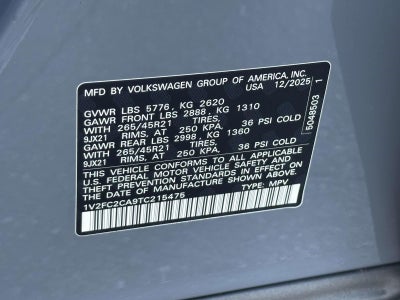 MFD BY VOLKSWAGEN GROUP OF AMERICA, INC.
USA 12/2025
GVWR LBS 5776, KG 2620
GAWR FRONT LBS 2888, KG 1310
WITH 265/45R21 TIRES,
9JX21 RIMS, AT 250 KPA, 36 PSI COLD
GAWR REAR LBS 2998, KG 1360
WITH 265/45R21 TIRES,
9JX21 RIMS, AT 250 KPA, 36 PSI COLD
THIS VEHICLE CONFORMS TO ALL APPLICABLE
FEDERAL MOTOR VEHICLE SAFETY AND
THEFT PREVENTION STANDARDS IN EFFECT ON
THE DATE OF MANUFACTURE SHOWN ABOVE.
1V2FC2CA9TC215475 TYPE: MPV
5048503 1